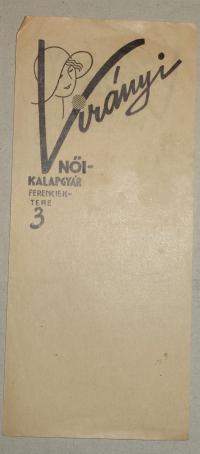 Virányi
NŐI-
KALAPGYÁR
FERENCIEK-
TERE
3